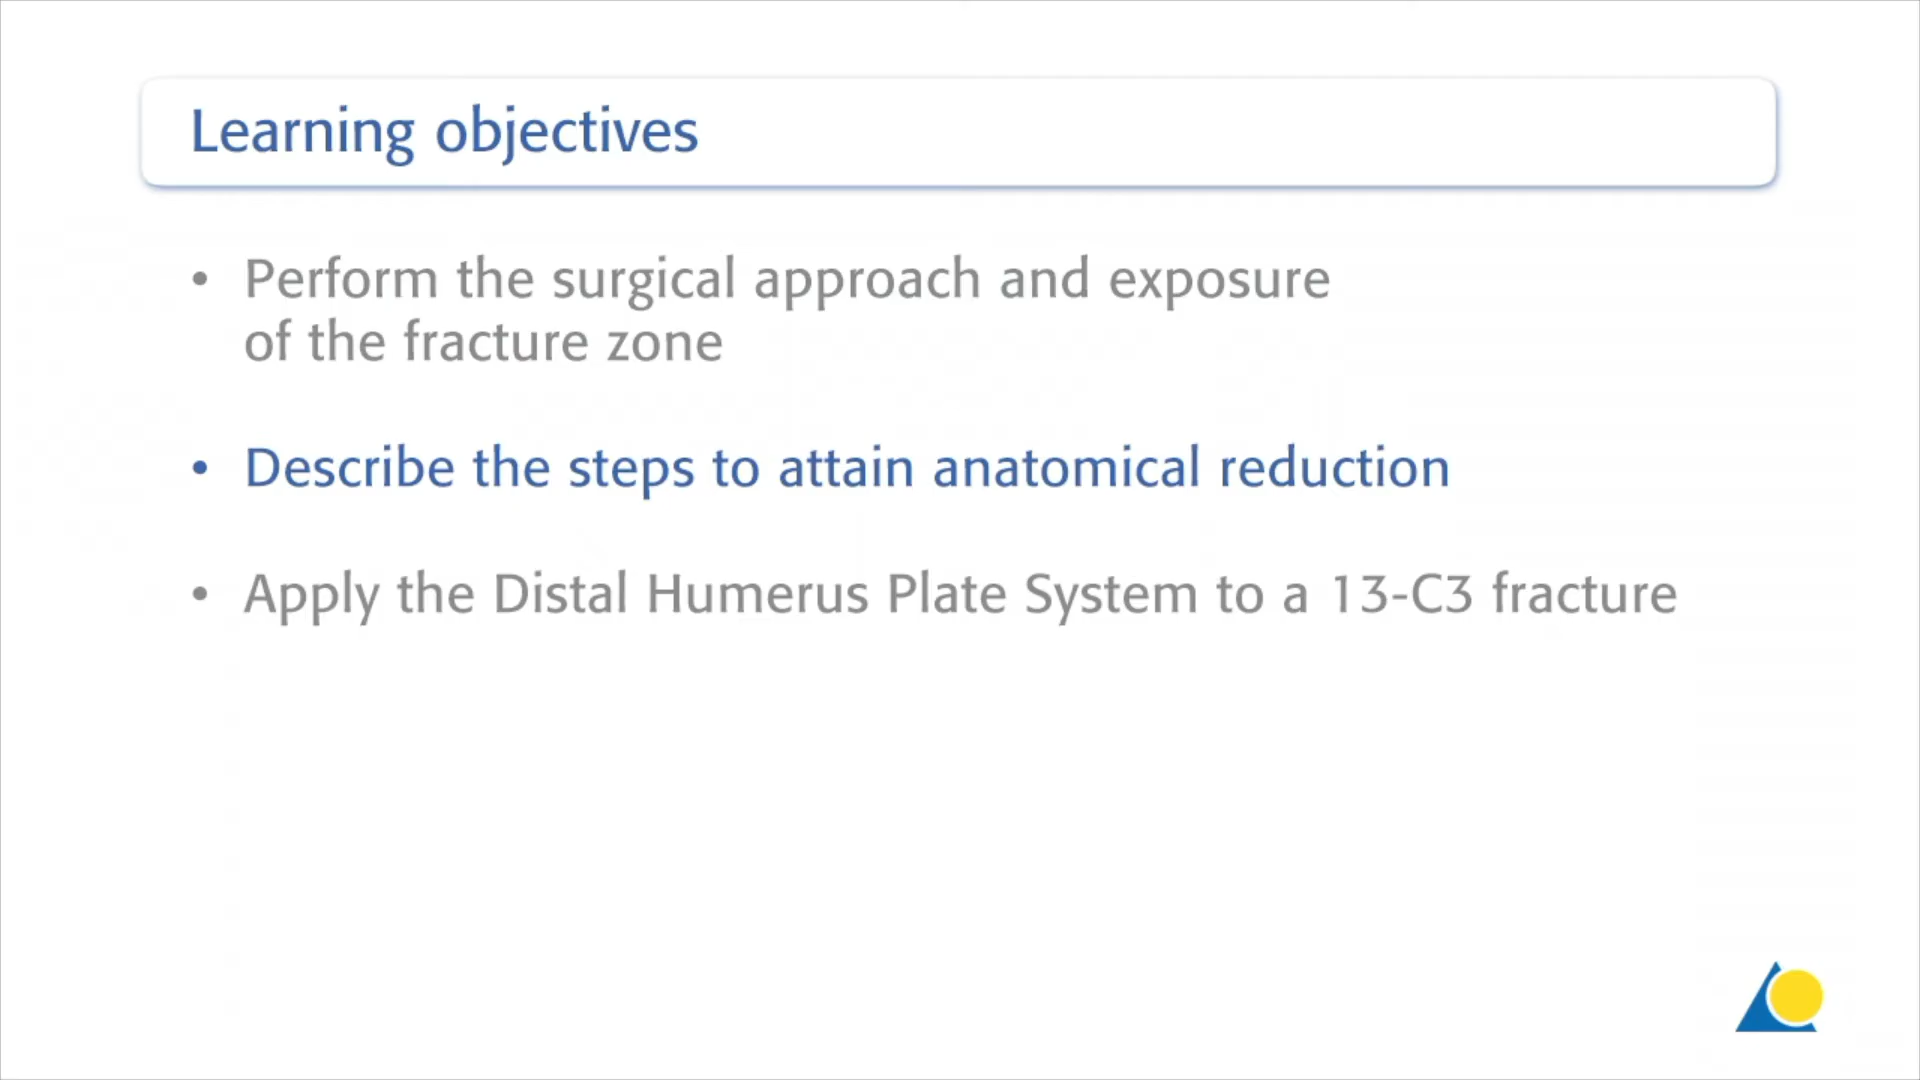 Learning objectives
• Perform the surgical approach and exposure
of the fracture zone
• Describe the steps to attain anatomical reduction
• Apply the Distal Humerus Plate System to a 13-C3 fracture